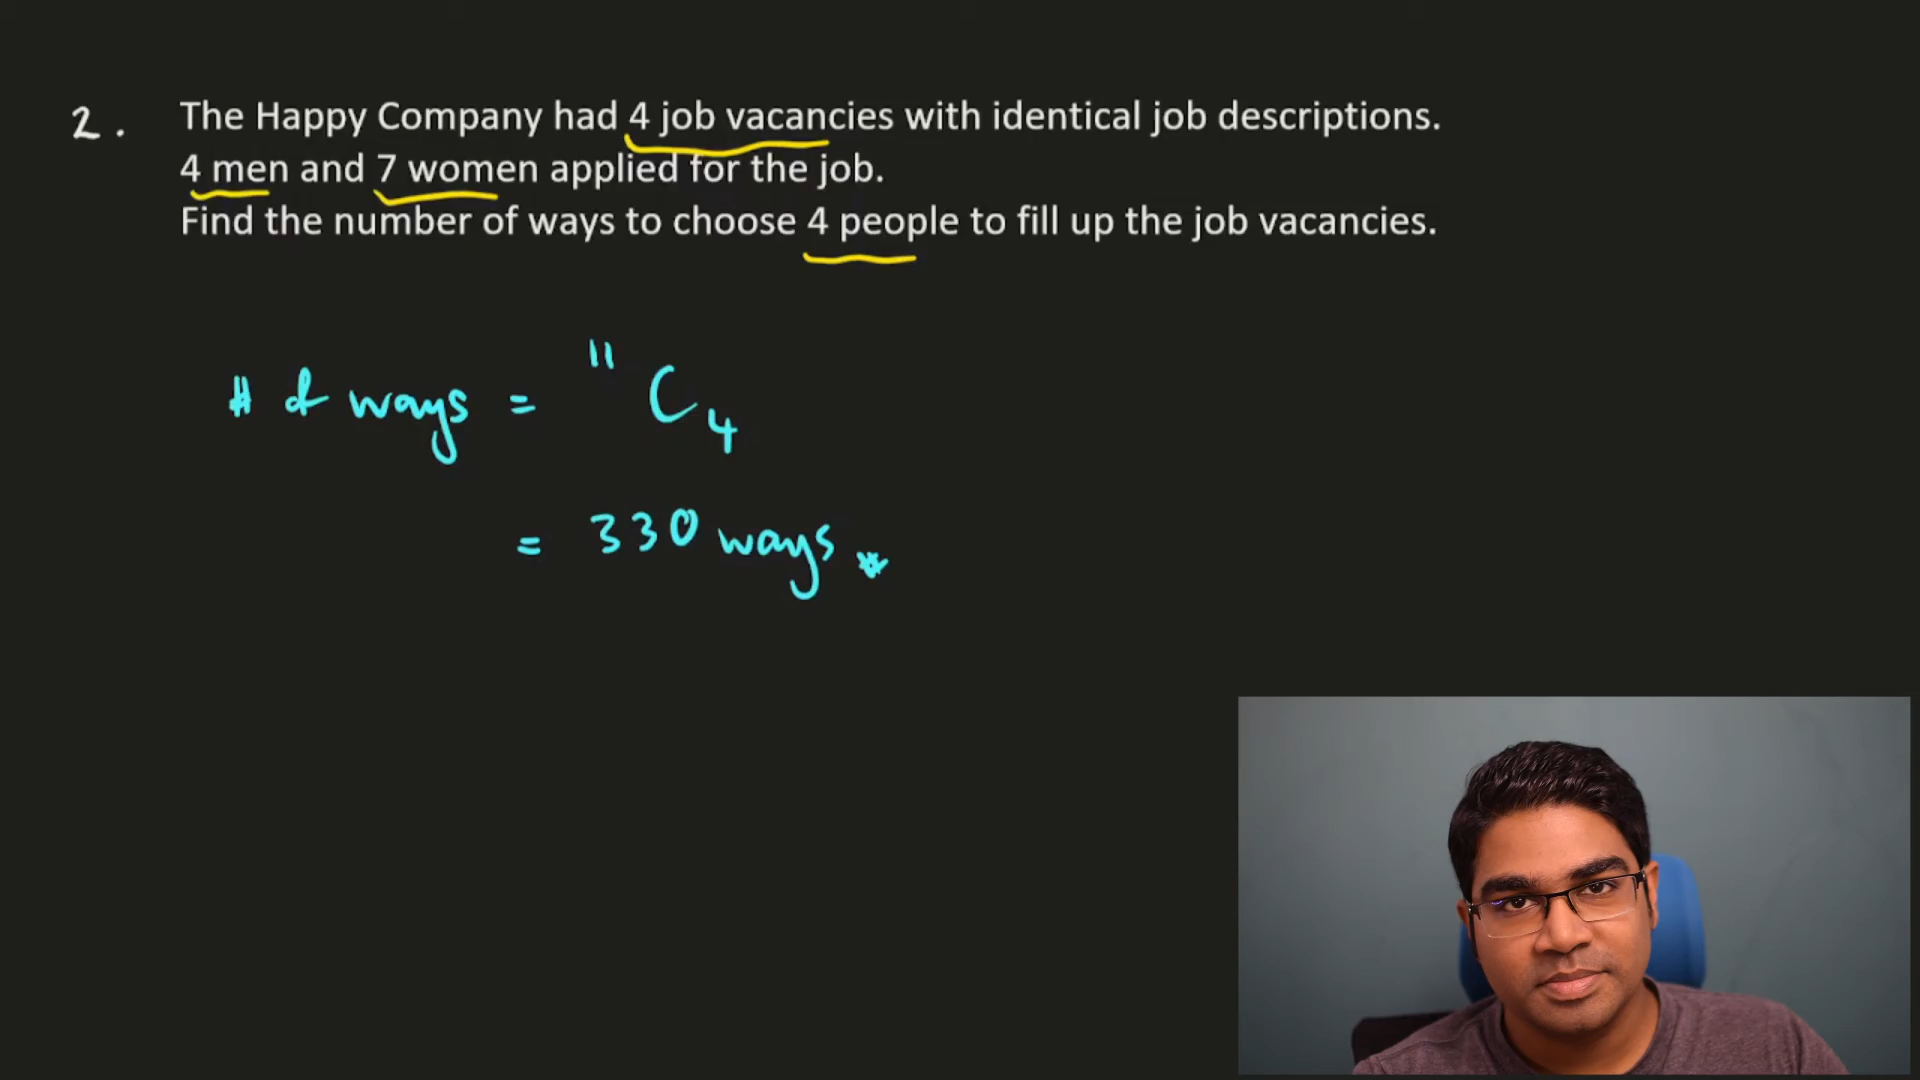 2. The Happy Company had 4 job vacancies with identical job descriptions.
4 men and 7 women applied for the job.
Find the number of ways to choose 4 people to fill up the job vacancies.
# of ways = ¹¹C₄
= 330 ways #